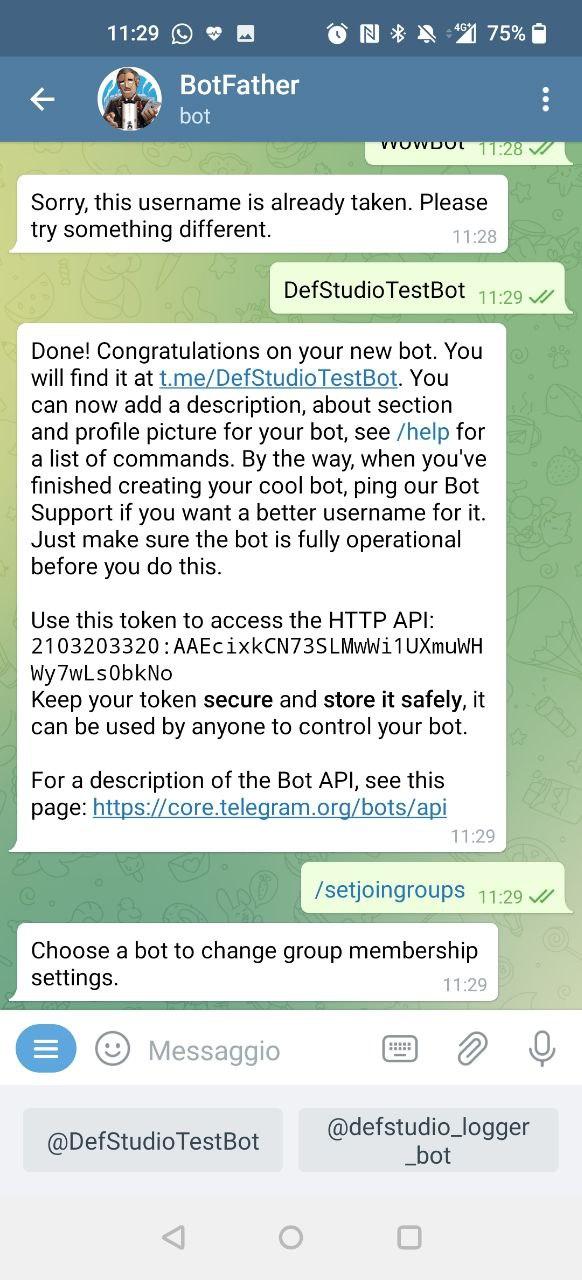 11:29
4G+
75%
BotFather
bot
WowBot 11:28
Sorry, this username is already taken. Please
try something different.
11:28
DefStudioTestBot 11:29
Done! Congratulations on your new bot. You
will find it at t.me/DefStudioTestBot. You
can now add a description, about section
and profile picture for your bot, see /help for
a list of commands. By the way, when you've
finished creating your cool bot, ping our Bot
Support if you want a better username for it.
Just make sure the bot is fully operational
before you do this.
Use this token to access the HTTP API:
2103203320:AAEcixkCN73SLMwWi1UXmuWH
Wy7wLsObkNo
Keep your token secure and store it safely, it
can be used by anyone to control your bot.
For a description of the Bot API, see this
page: https://core.telegram.org/bots/api
11:29
/setjoingroups 11:29
Choose a bot to change group membership
settings.
11:29
Messaggio
@DefStudioTestBot
@defstudio_logger
_bot